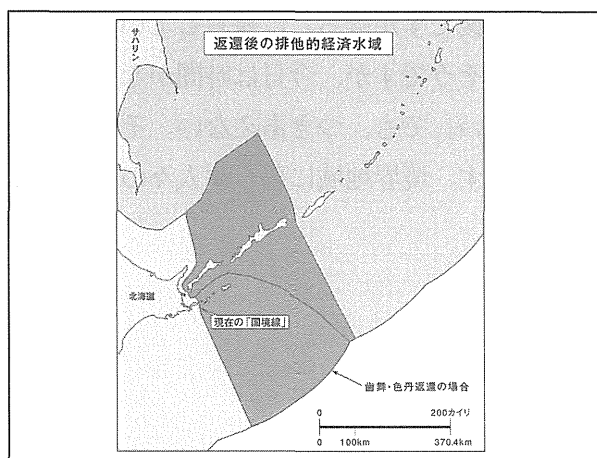 返還後の排他的経済水域
サハリン
北海道
現在の「国境線」
歯舞・色丹返還の場合
0 200カイリ
0 100km 370.4km